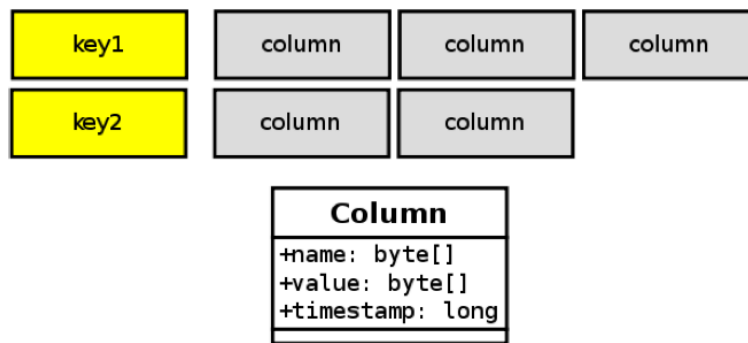 key1 column column column
key2 column column
Column
+name: byte[]
+value: byte[]
+timestamp: long